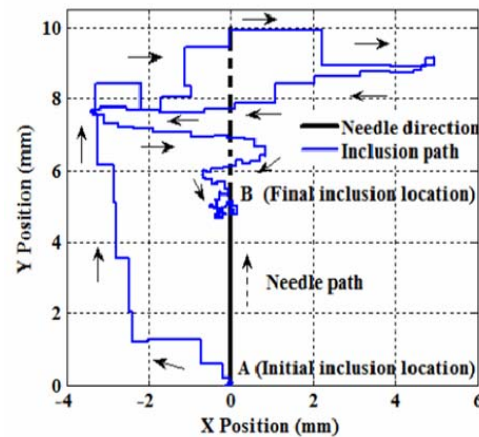 10
8
6
4
2
0
Y Position (mm)
Needle direction
Inclusion path
B (Final inclusion location)
Needle path
A (Initial inclusion location)
-4 -2 0 2 4 6
X Position (mm)